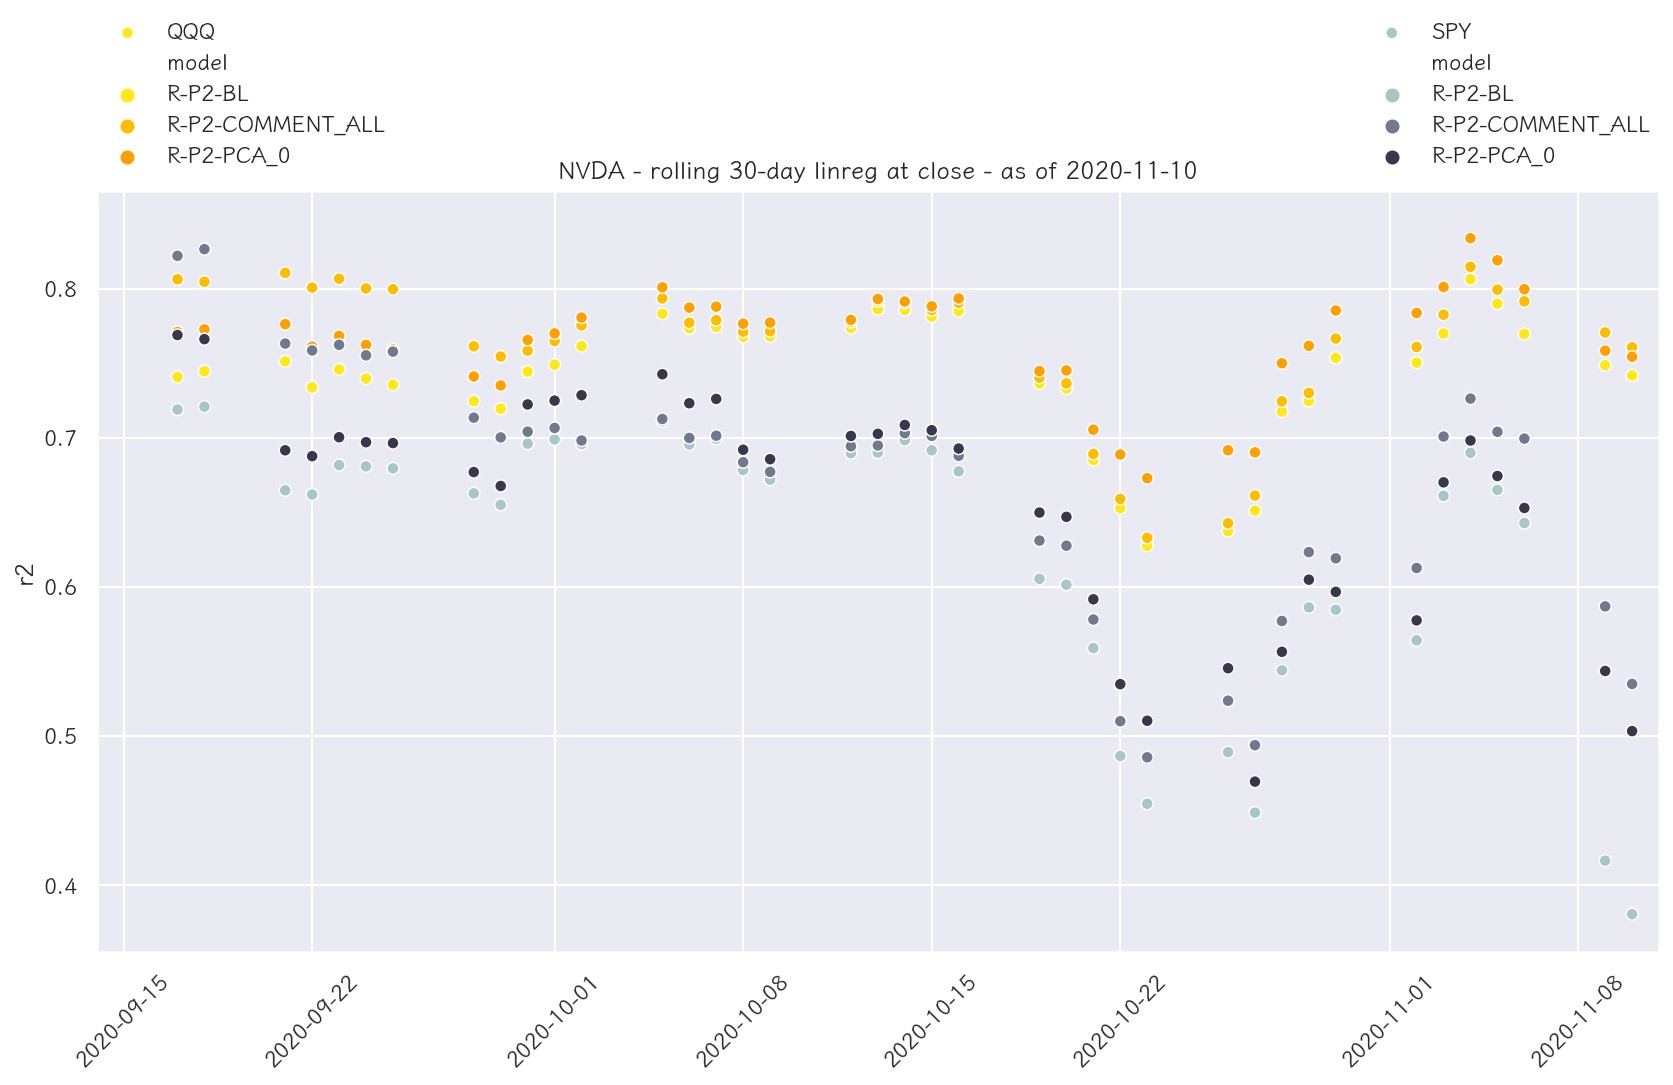 QQQ
model
R-P2-BL
R-P2-COMMENT_ALL
R-P2-PCA_0
SPY
model
R-P2-BL
R-P2-COMMENT_ALL
R-P2-PCA_0
NVDA - rolling 30-day linreg at close - as of 2020-11-10
r2
0.8
0.7
0.6
0.5
0.4
2020-09-15
2020-09-22
2020-10-01
2020-10-08
2020-10-15
2020-10-22
2020-11-01
2020-11-08